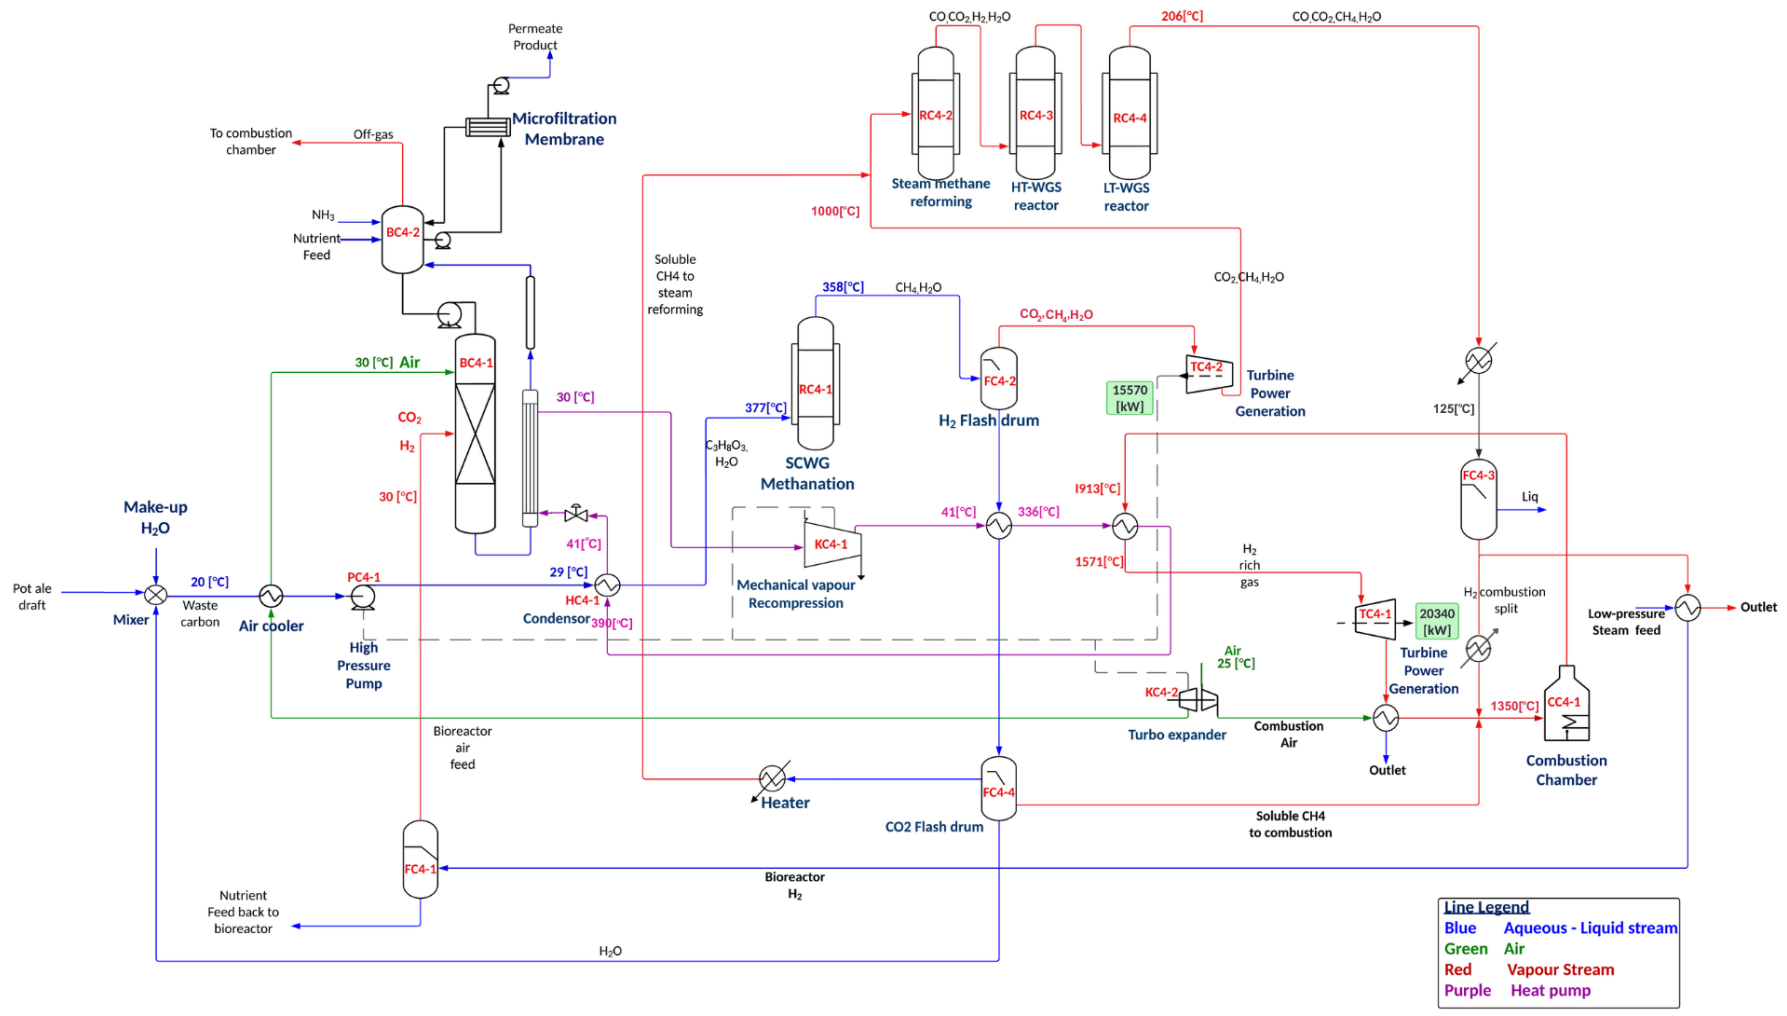 CO,CO₂,H₂,H₂O
206[°C]
CO,CO₂,CH₄,H₂O
Permeate
Product
Microfiltration
Membrane
To combustion
chamber
Off-gas
RC4-2
RC4-3
RC4-4
Steam methane
reforming
HT-WGS
reactor
LT-WGS
reactor
NH₃
Nutrient
Feed
BC4-2
1000[°C]
Soluble
CH4 to
steam
reforming
358[°C]
CH₄,H₂O
CO₂,CH₄,H₂O
CO₂,CH₄,H₂O
30 [°C] Air
BC4-1
RC4-1
FC4-2
TC4-2
15570
[kW]
Turbine
Power
Generation
125[°C]
CO₂
H₂
30 [°C]
377[°C]
H₂ Flash drum
C₃H₈O₃,
H₂O
SCWG
Methanation
FC4-3
Liq
30 [°C]
I913[°C]
Make-up
H₂O
41[°C]
336[°C]
41[°C]
KC4-1
Mechanical vapour
Recompression
1571[°C]
H₂
rich
gas
Pot ale
draft
Mixer
20 [°C]
Waste
carbon
Air cooler
PC4-1
29 [°C]
HC4-1
Condensor
390[°C]
High
Pressure
Pump
TC4-1
20340
[kW]
Turbine
Power
Generation
H₂ combustion
split
Low-pressure
Steam feed
Outlet
Air
25 [°C]
KC4-2
Turbo expander
Combustion
Air
Outlet
1350[°C]
CC4-1
Combustion
Chamber
Bioreactor
air
feed
Heater
FC4-4
CO2 Flash drum
Soluble CH4
to combustion
FC4-1
Bioreactor
H₂
Nutrient
Feed back to
bioreactor
H₂O
Line Legend
Blue Aqueous - Liquid stream
Green Air
Red Vapour Stream
Purple Heat pump